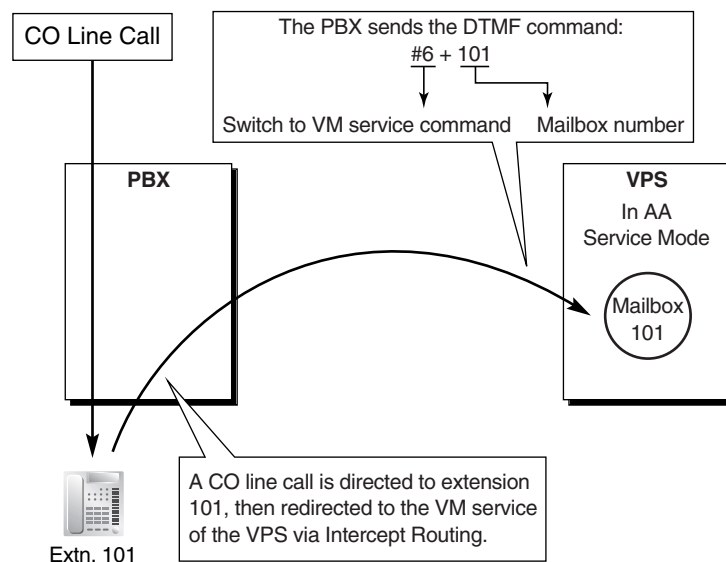 CO Line Call
The PBX sends the DTMF command:
#6 + 101
Switch to VM service command Mailbox number
PBX
VPS
In AA
Service Mode
Mailbox
101
A CO line call is directed to extension
101, then redirected to the VM service
of the VPS via Intercept Routing.
Extn. 101